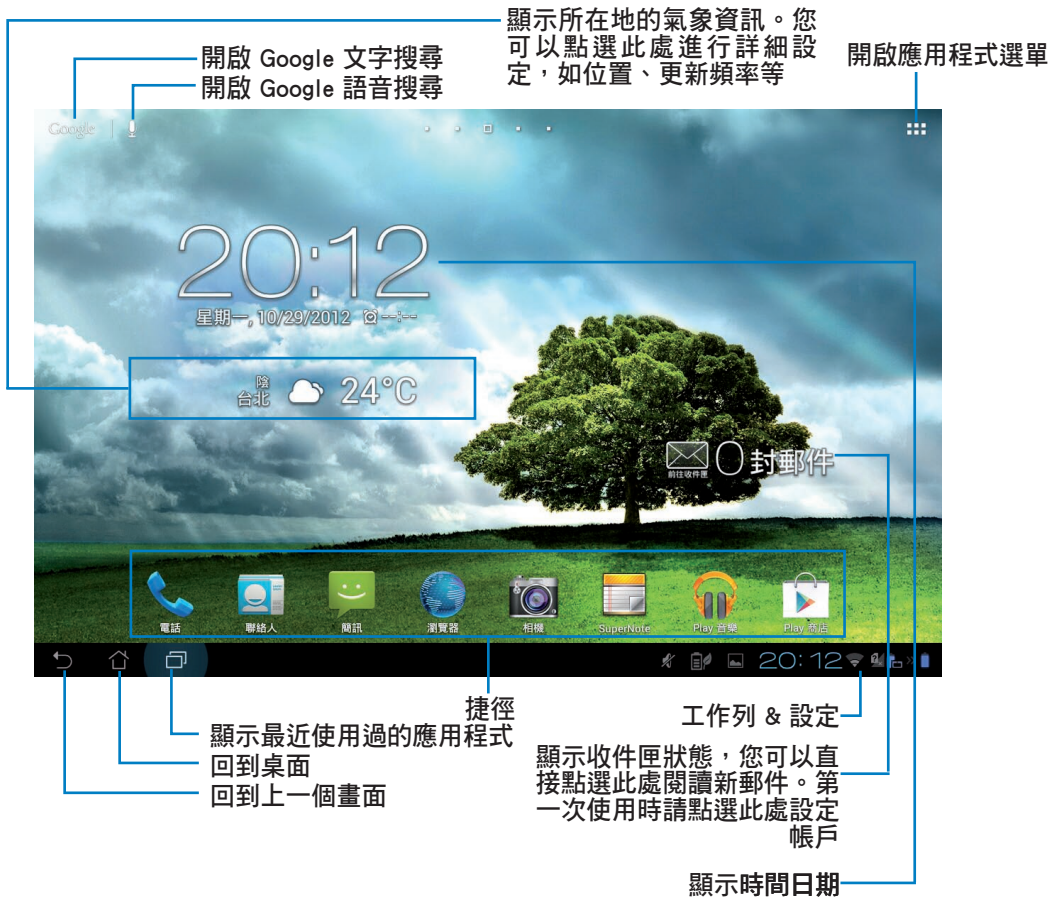 顯示所在地的氣象資訊。您
可以點選此處進行詳細設
定，如位置、更新頻率等
開啟 Google 文字搜尋
開啟 Google 語音搜尋
開啟應用程式選單
Google
20:12
星期一, 10/29/2012 --:--
陰
台北
24°C
前往收件匣
0封郵件
電話
聯絡人
簡訊
瀏覽器
相機
SuperNote
Play 音樂
Play 商店
20:12
捷徑
顯示最近使用過的應用程式
回到桌面
回到上一個畫面
工作列 & 設定
顯示收件匣狀態，您可以直
接點選此處閱讀新郵件。第
一次使用時請點選此處設定
帳戶
顯示時間日期